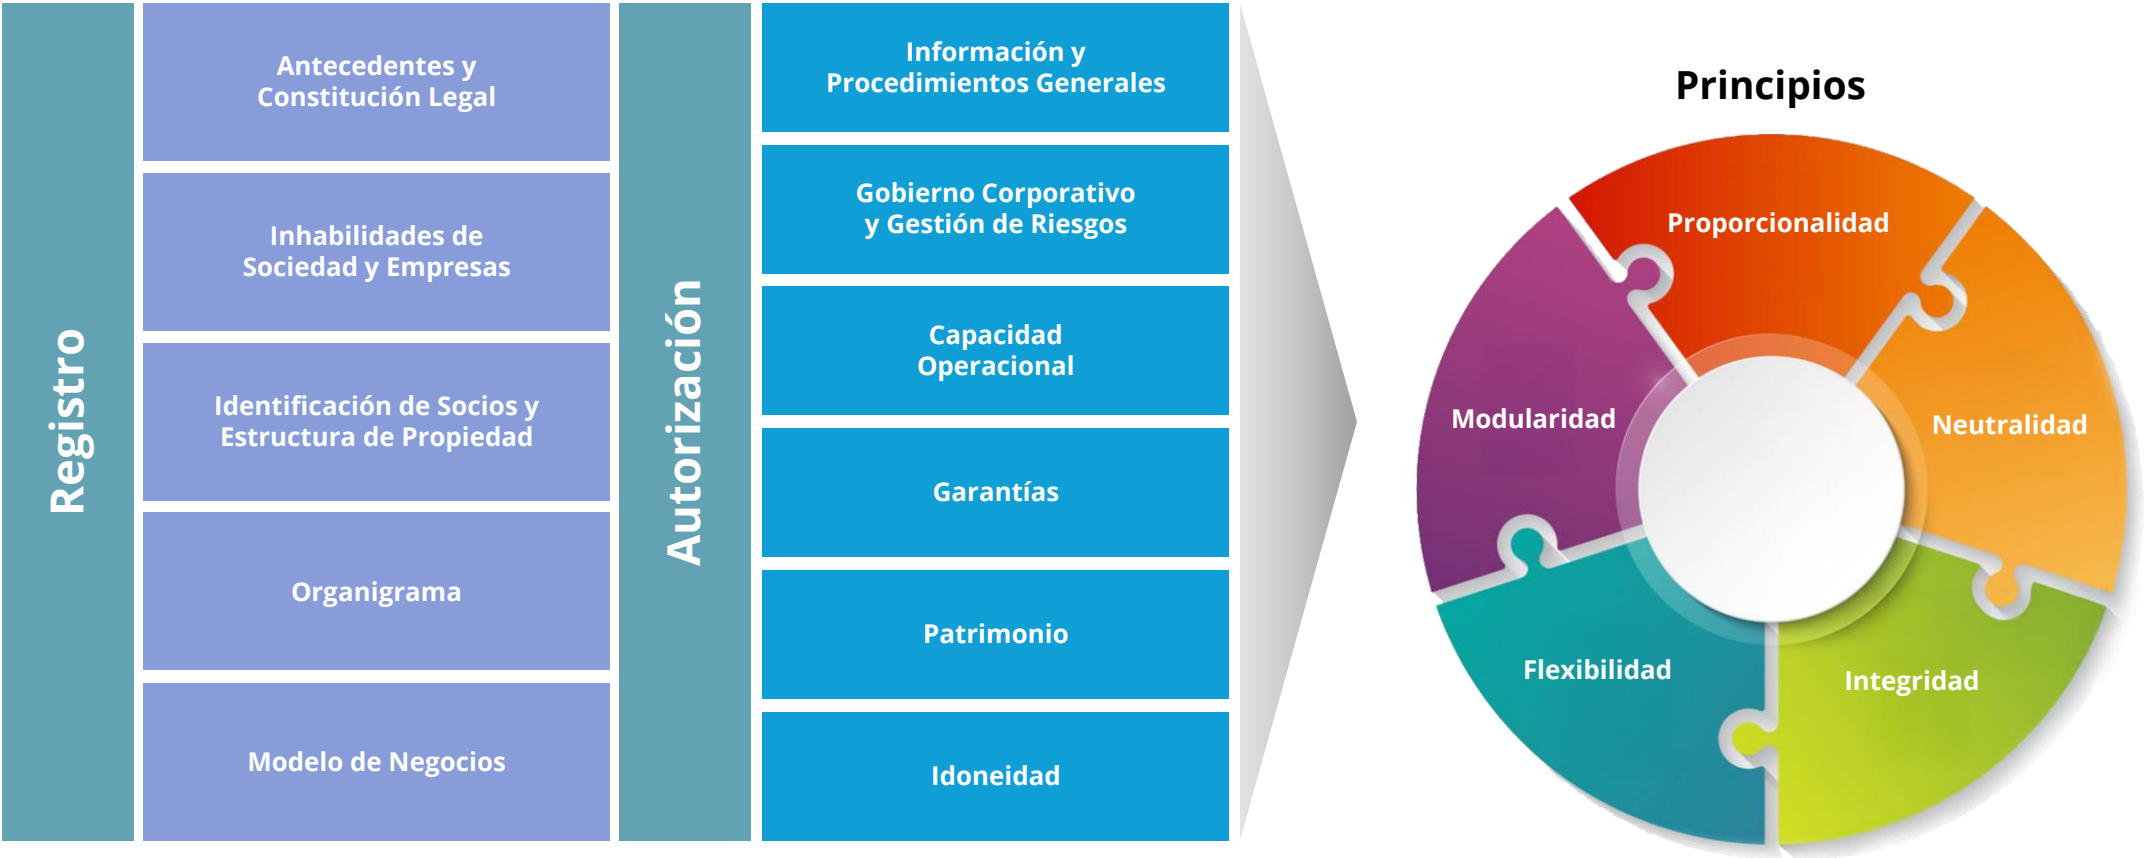 Registro
Antecedentes y
Constitución Legal
Inhabilidades de
Sociedad y Empresas
Identificación de Socios y
Estructura de Propiedad
Organigrama
Modelo de Negocios
Autorización
Información y
Procedimientos Generales
Gobierno Corporativo
y Gestión de Riesgos
Capacidad
Operacional
Garantías
Patrimonio
Idoneidad
Principios
Proporcionalidad
Neutralidad
Integridad
Flexibilidad
Modularidad